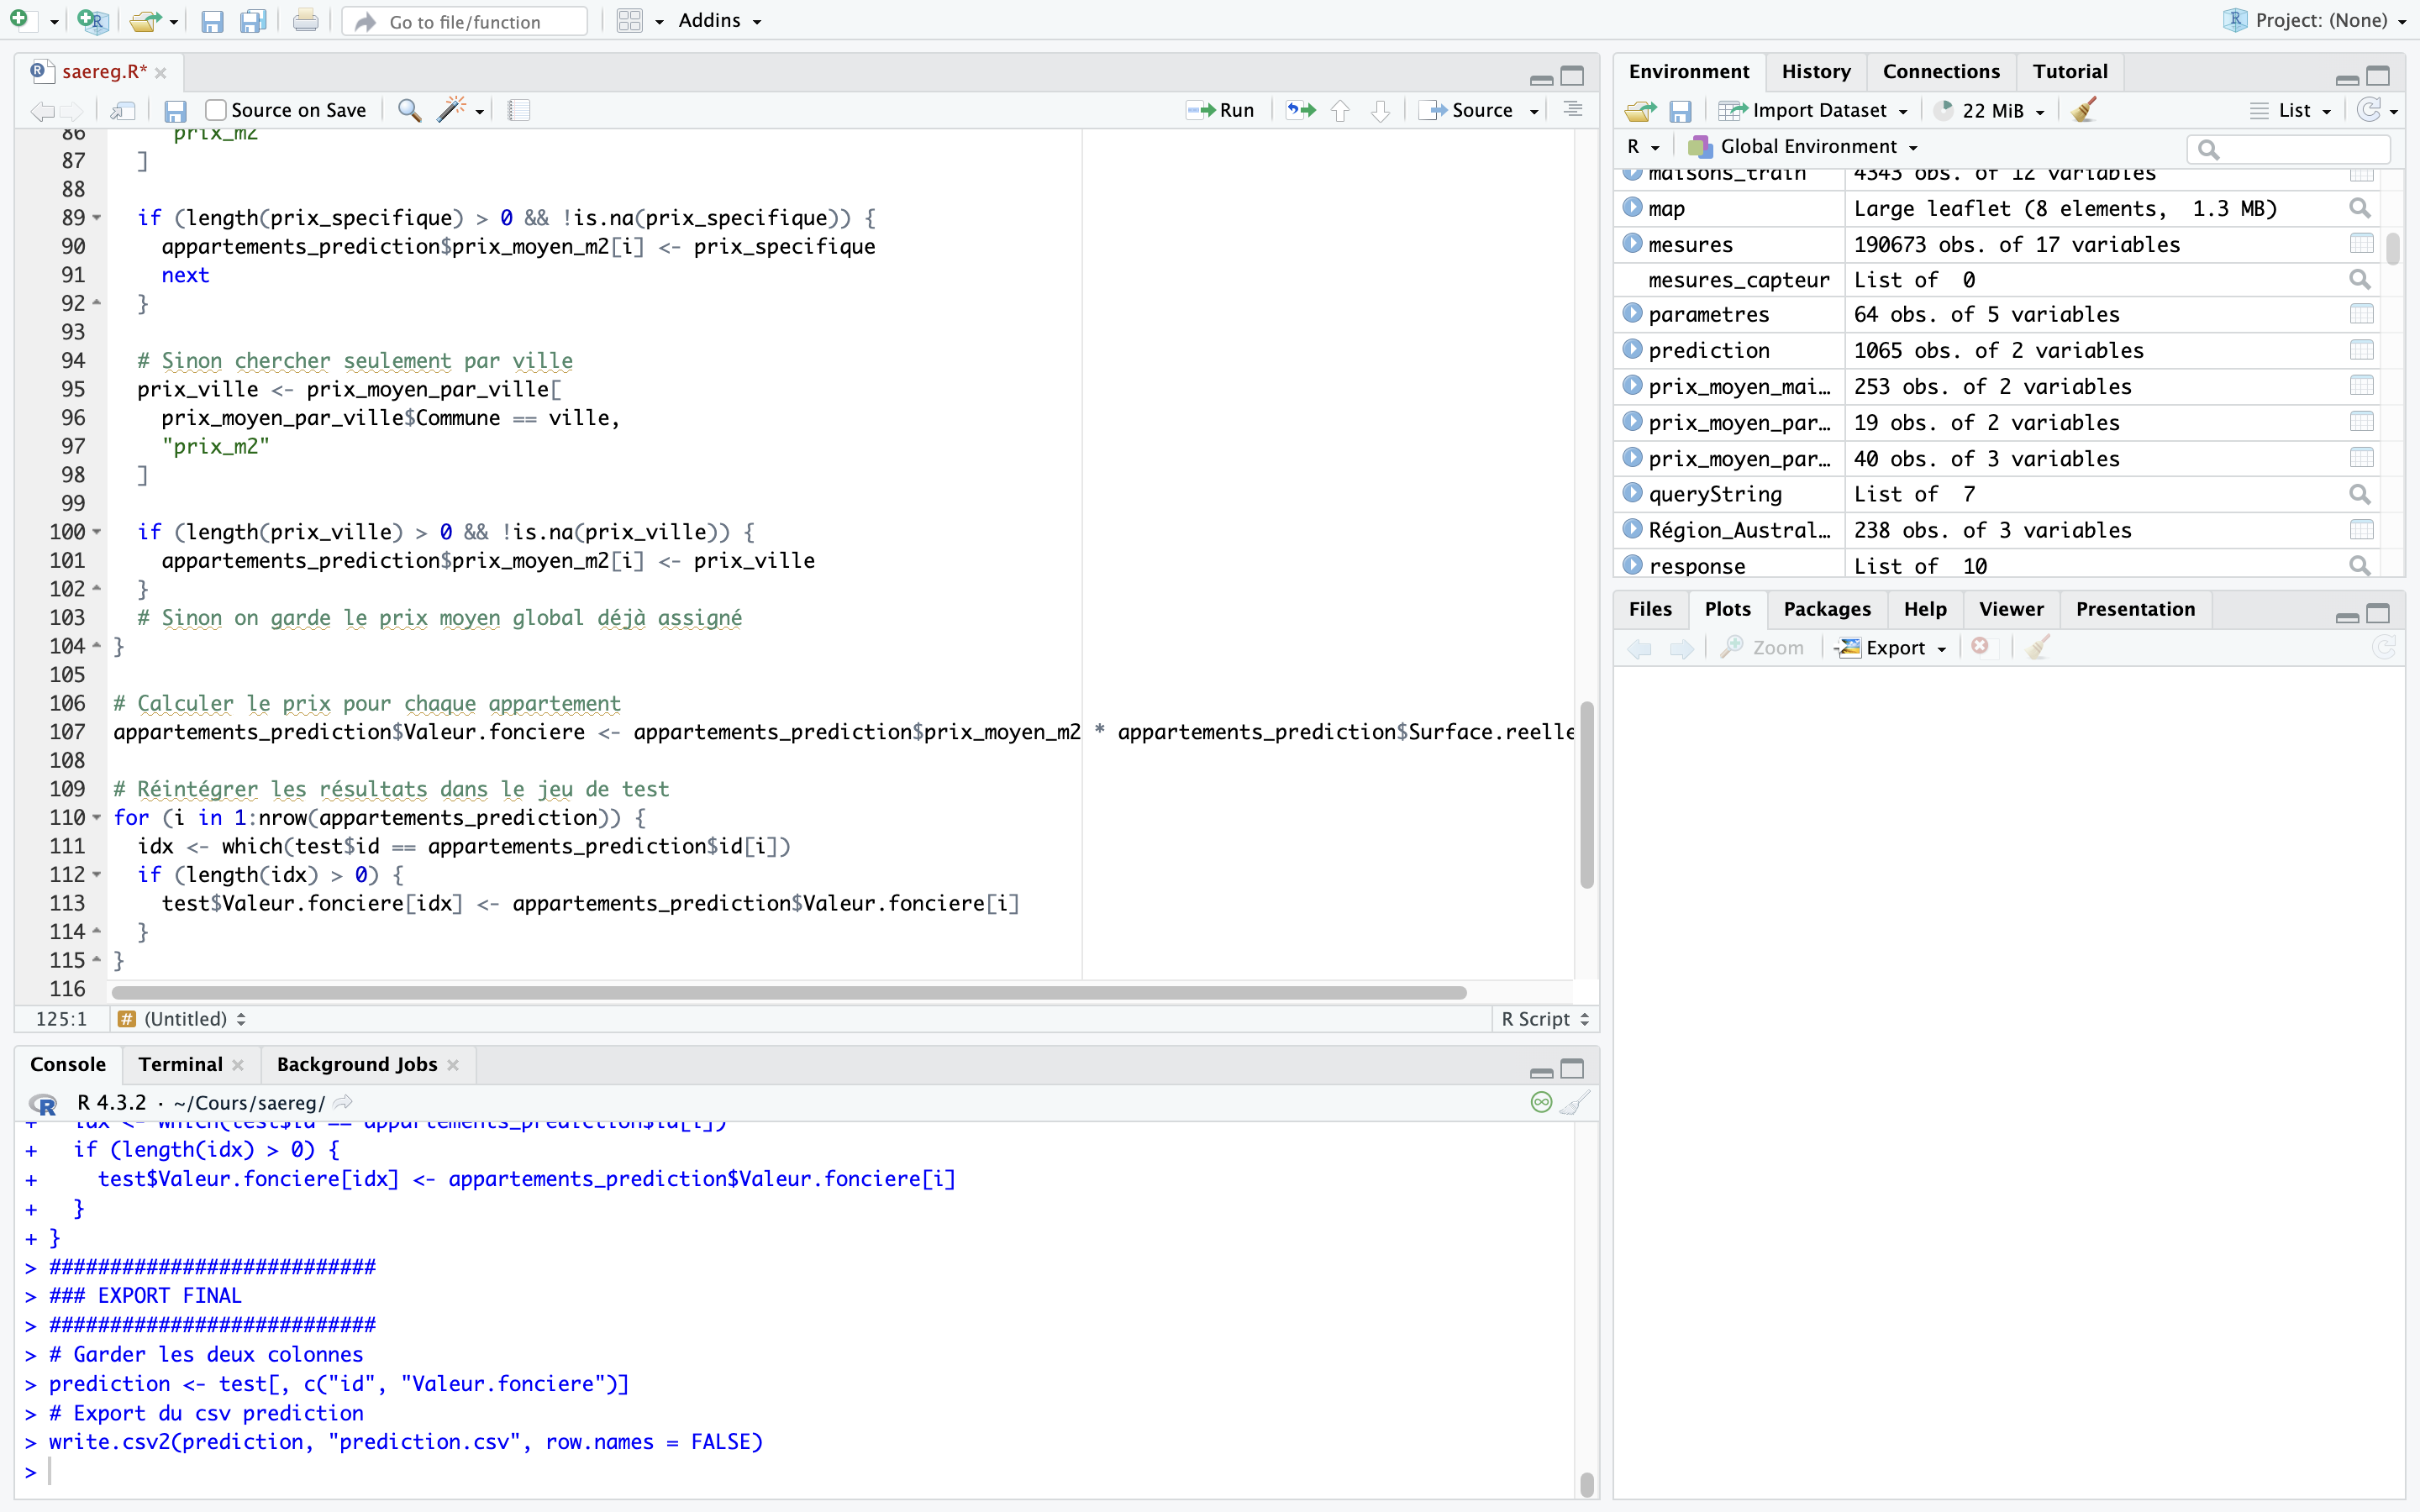 Go to file/function
Addins
Project: (None)
saereg.R*
Source on Save
Run
Source
86 prix_m2
87 ]
88
89 if (length(prix_specifique) > 0 && !is.na(prix_specifique)) {
90 appartements_prediction$prix_moyen_m2[i] <- prix_specifique
91 next
92 }
93
94 # Sinon chercher seulement par ville
95 prix_ville <- prix_moyen_par_ville[
96 prix_moyen_par_ville$Commune == ville,
97 "prix_m2"
98 ]
99
100 if (length(prix_ville) > 0 && !is.na(prix_ville)) {
101 appartements_prediction$prix_moyen_m2[i] <- prix_ville
102 }
103 # Sinon on garde le prix moyen global déjà assigné
104 }
105
106 # Calculer le prix pour chaque appartement
107 appartements_prediction$Valeur.fonciere <- appartements_prediction$prix_moyen_m2 * appartements_prediction$Surface.reelle
108
109 # Réintégrer les résultats dans le jeu de test
110 for (i in 1:nrow(appartements_prediction)) {
111 idx <- which(test$id == appartements_prediction$id[i])
112 if (length(idx) > 0) {
113 test$Valeur.fonciere[idx] <- appartements_prediction$Valeur.fonciere[i]
114 }
115 }
116
125:1 # (Untitled) R Script
Console Terminal Background Jobs
R 4.3.2 · ~/Cours/saereg/
+ idx <- which(test$id == appartements_prediction$id[i])
+ if (length(idx) > 0) {
+ test$Valeur.fonciere[idx] <- appartements_prediction$Valeur.fonciere[i]
+ }
+ }
> ###########################
> ### EXPORT FINAL
> ###########################
> # Garder les deux colonnes
> prediction <- test[, c("id", "Valeur.fonciere")]
> # Export du csv prediction
> write.csv2(prediction, "prediction.csv", row.names = FALSE)
>
Environment History Connections Tutorial
Import Dataset 22 MiB List
R Global Environment
maisons_train 4343 obs. of 12 variables
map Large leaflet (8 elements, 1.3 MB)
mesures 190673 obs. of 17 variables
mesures_capteur List of 0
parametres 64 obs. of 5 variables
prediction 1065 obs. of 2 variables
prix_moyen_mai… 253 obs. of 2 variables
prix_moyen_par… 19 obs. of 2 variables
prix_moyen_par… 40 obs. of 3 variables
queryString List of 7
Région_Austral… 238 obs. of 3 variables
response List of 10
Files Plots Packages Help Viewer Presentation
Zoom Export